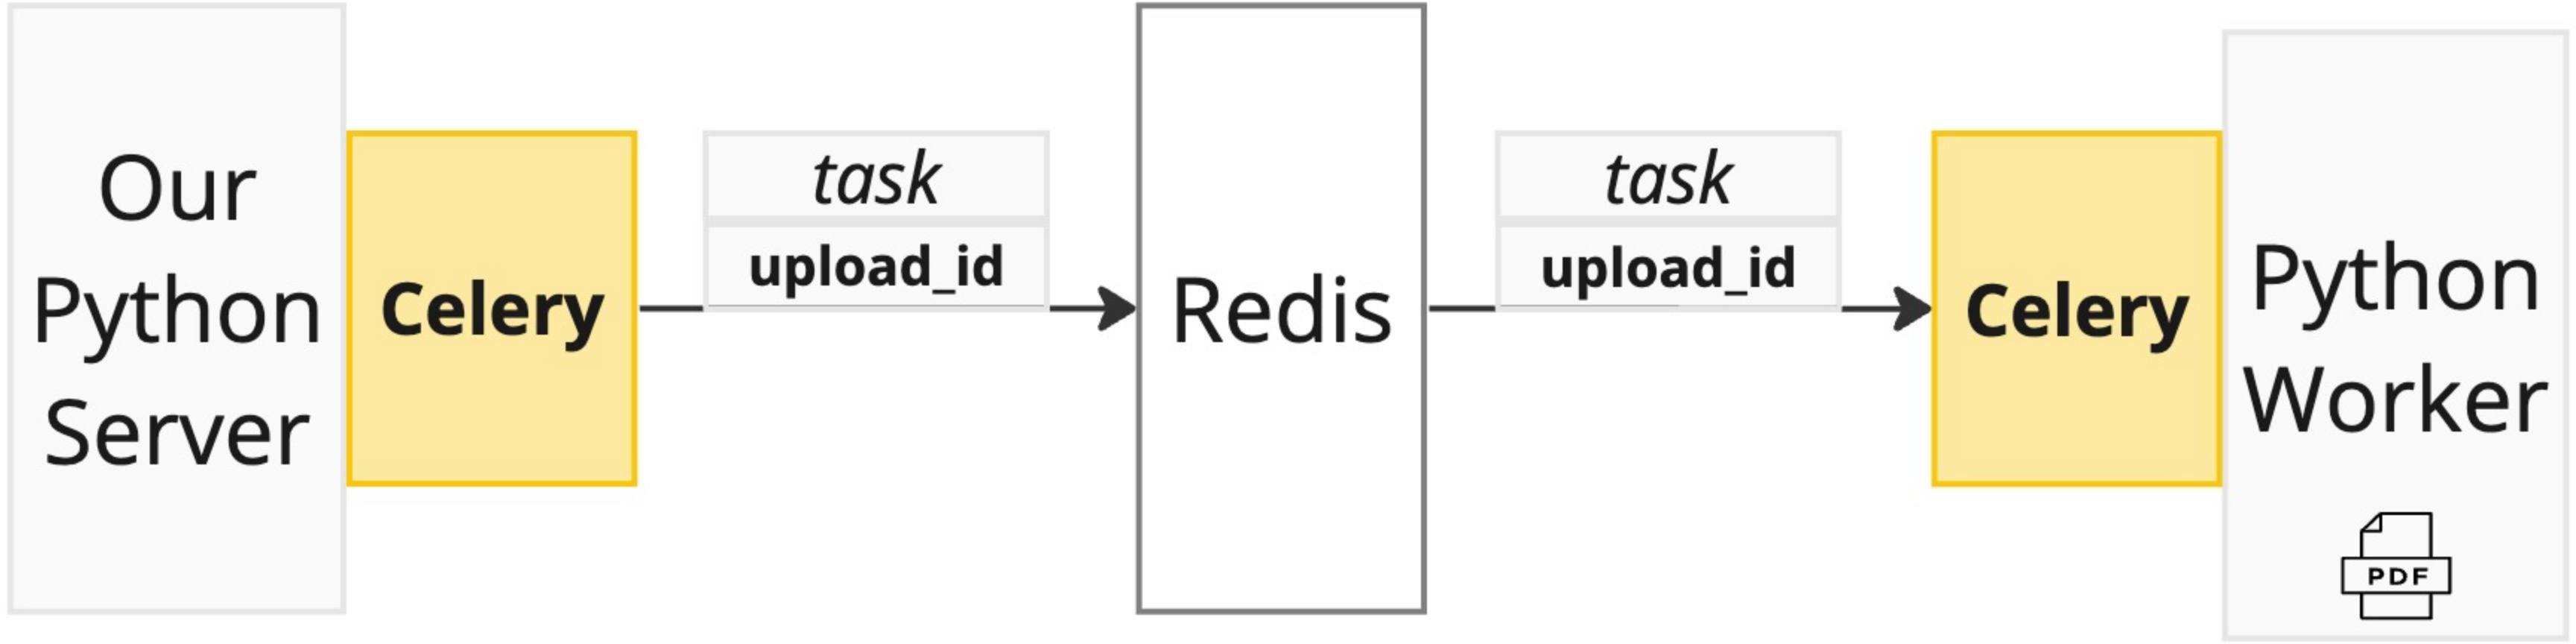 Our
Python
Server
Celery
task
upload_id
Redis
task
upload_id
Celery
Python
Worker
PDF